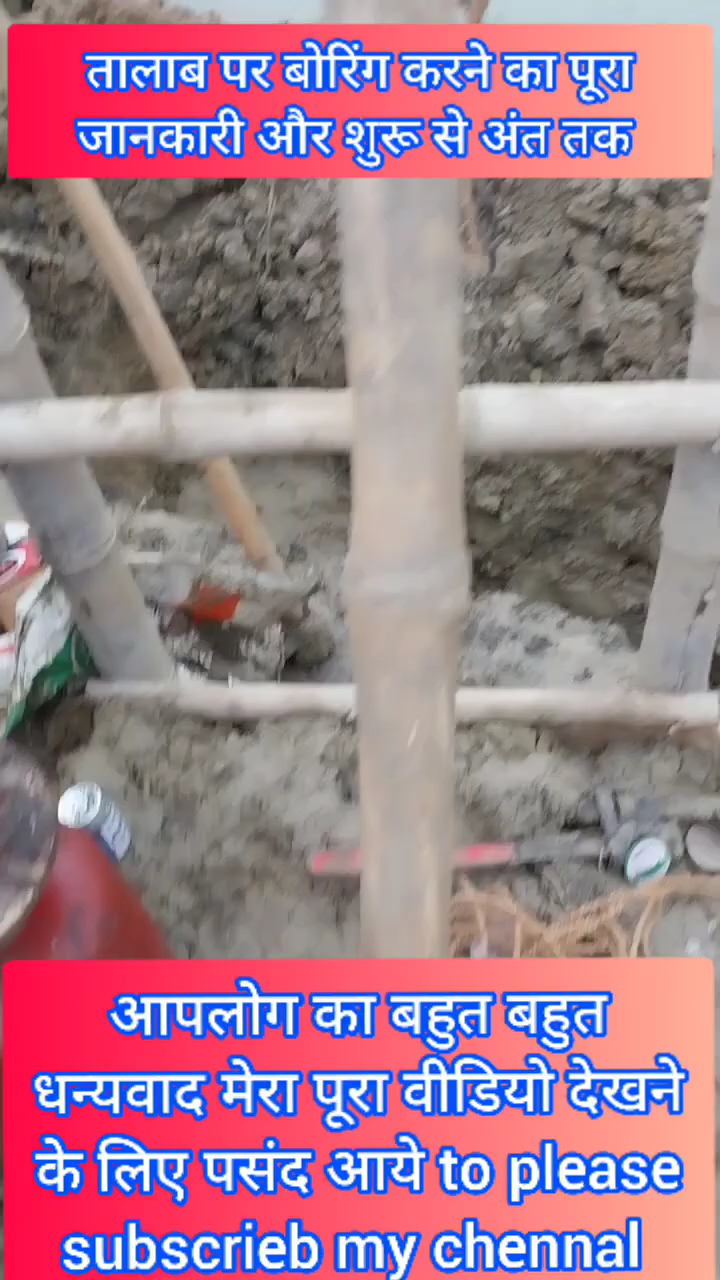 तालाब पर बोरिंग करने का पूरा
जानकारी और शुरू से अंत तक
आपलोग का बहुत बहुत
धन्यवाद मेरा पूरा वीडियो देखने
के लिए पसंद आये to please
subscrieb my chennal